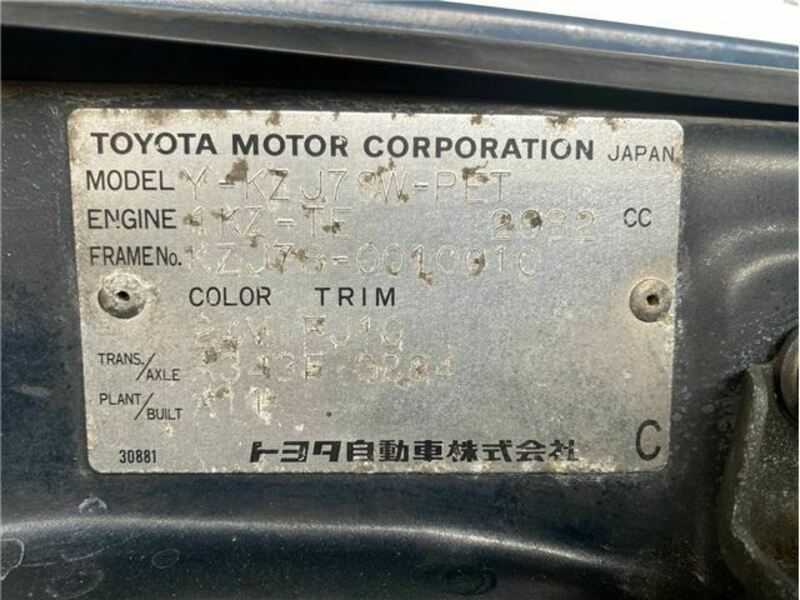 TOYOTA MOTOR CORPORATION JAPAN
MODEL Y-KZJ78W-PET
ENGINE 1KZ-TE 2982 CC
FRAME No. KZJ78-0010010
COLOR TRIM
FJ10
TRANS./AXLE A343F G284
PLANT/BUILT A11
30881 トヨタ自動車株式会社 C